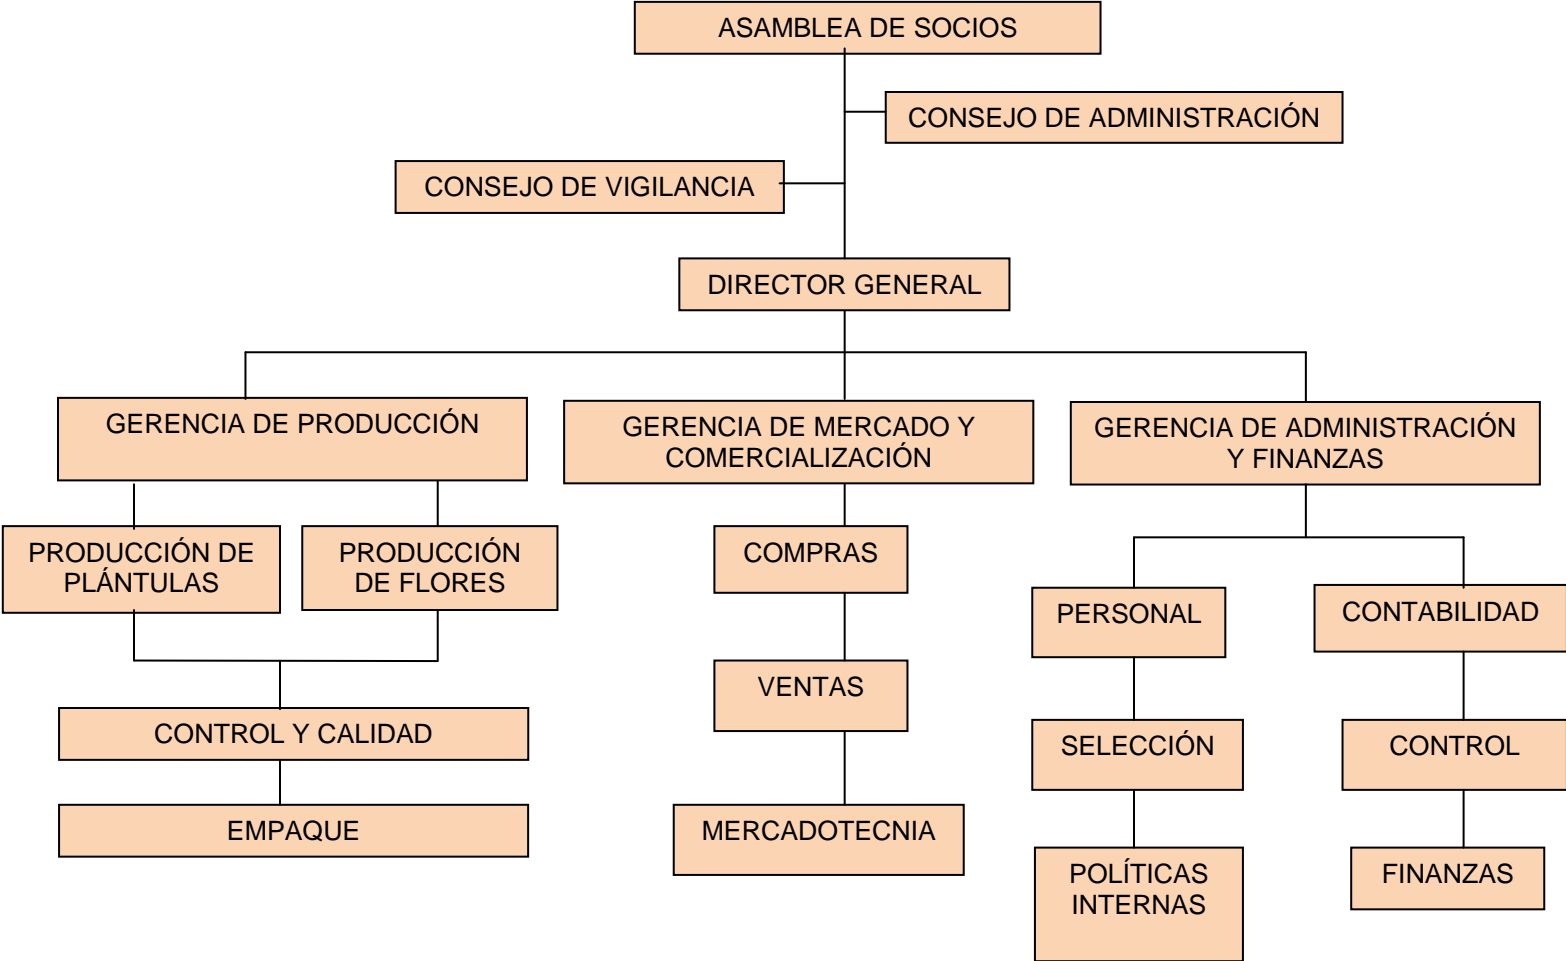 ASAMBLEA DE SOCIOS
CONSEJO DE ADMINISTRACIÓN
CONSEJO DE VIGILANCIA
DIRECTOR GENERAL
GERENCIA DE PRODUCCIÓN
GERENCIA DE MERCADO Y
COMERCIALIZACIÓN
GERENCIA DE ADMINISTRACIÓN
Y FINANZAS
PRODUCCIÓN DE
PLÁNTULAS
PRODUCCIÓN
DE FLORES
CONTROL Y CALIDAD
EMPAQUE
COMPRAS
VENTAS
MERCADOTECNIA
PERSONAL
SELECCIÓN
POLÍTICAS
INTERNAS
CONTABILIDAD
CONTROL
FINANZAS